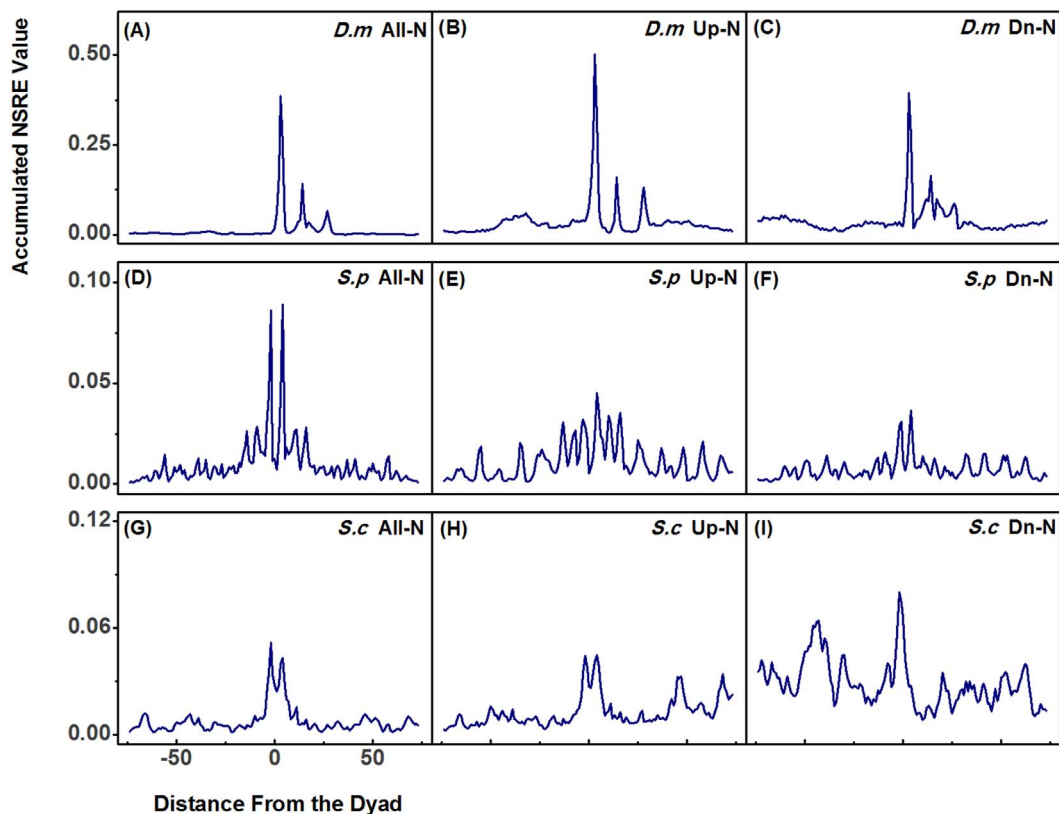 Accumulated NSRE Value
(A) D.m All-N
(B) D.m Up-N
(C) D.m Dn-N
0.50
0.25
0.00
(D) S.p All-N
(E) S.p Up-N
(F) S.p Dn-N
0.10
0.05
0.00
(G) S.c All-N
(H) S.c Up-N
(I) S.c Dn-N
0.12
0.06
0.00
-50 0 50
Distance From the Dyad